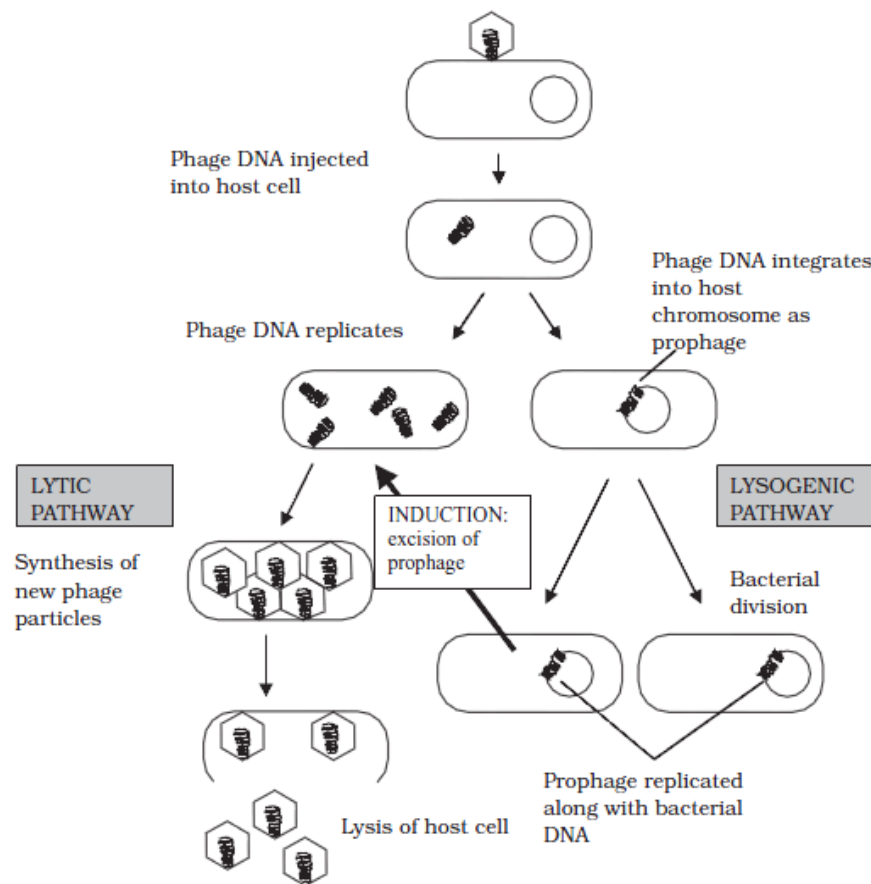 Phage DNA injected
into host cell
Phage DNA integrates
into host
chromosome as
prophage
Phage DNA replicates
LYTIC
PATHWAY
INDUCTION:
excision of
prophage
LYSOGENIC
PATHWAY
Synthesis of
new phage
particles
Bacterial
division
Prophage replicated
along with bacterial
DNA
Lysis of host cell